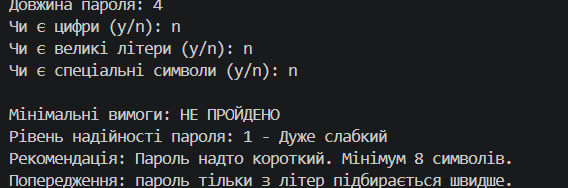 Довжина пароля: 4
Чи є цифри (y/n): n
Чи є великі літери (y/n): n
Чи є спеціальні символи (y/n): n
Мінімальні вимоги: НЕ ПРОЙДЕНО
Рівень надійності пароля: 1 - Дуже слабкий
Рекомендація: Пароль надто короткий. Мінімум 8 символів.
Попередження: пароль тільки з літер підбирається швидше.